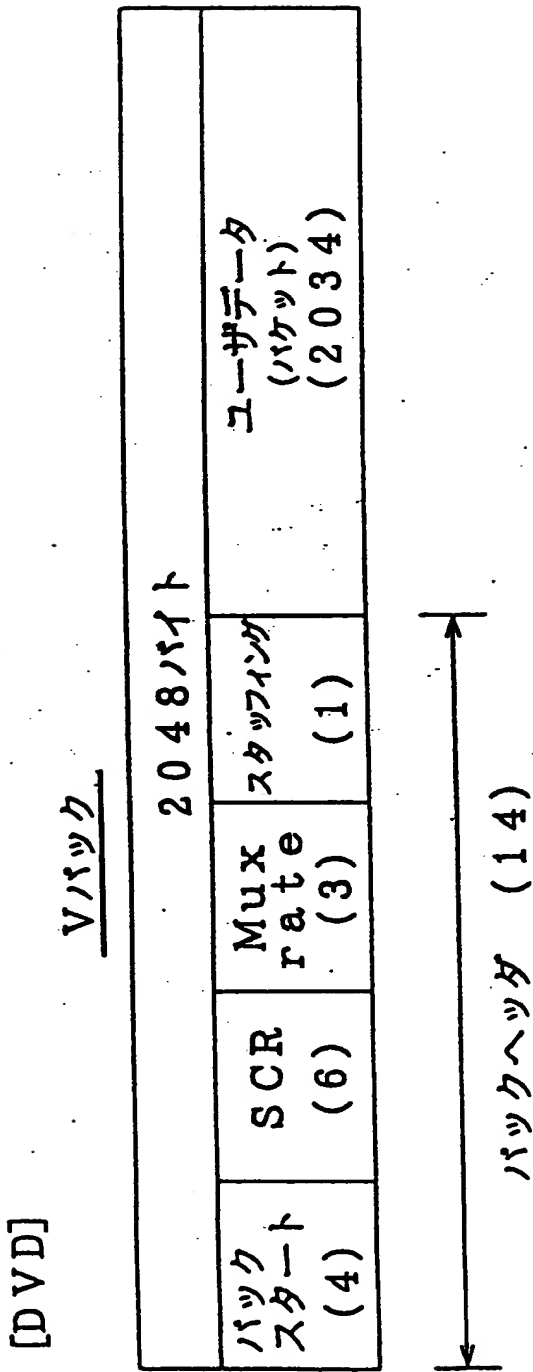 [DVD]
Vパック
2048バイト
パック
スタート
(4)
SCR
(6)
Mux
rate
(3)
スタッフィング
(1)
ユーザデータ
(パケット)
(2034)
パックヘッダ (14)